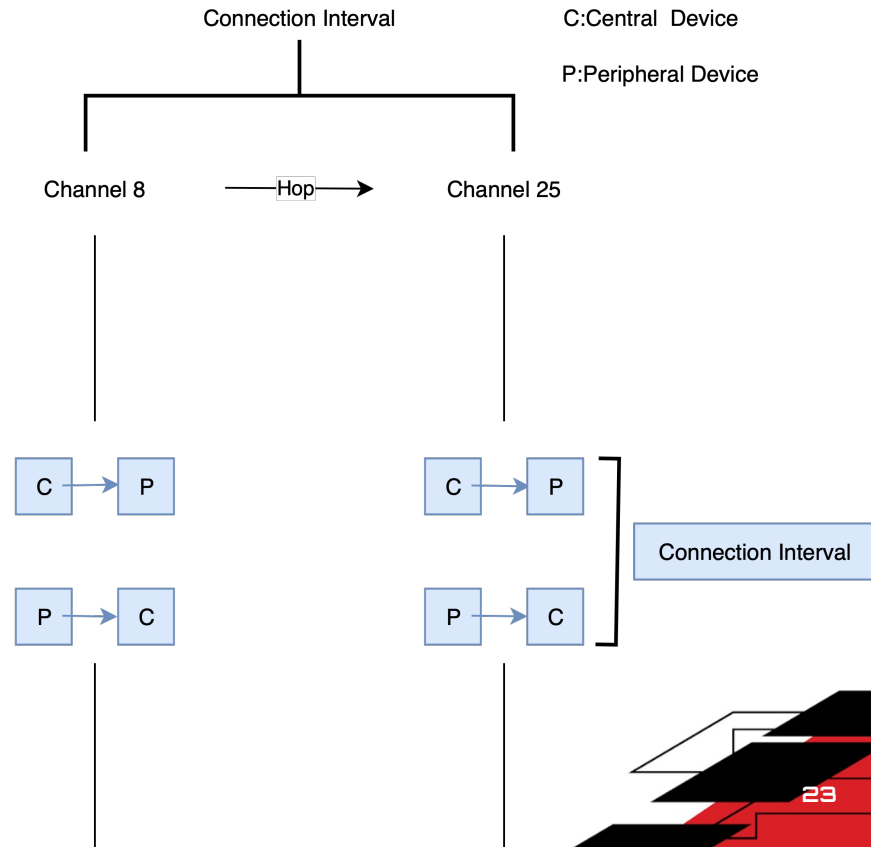 Connection Interval
C:Central Device
P:Peripheral Device
Channel 8
Hop
Channel 25
C
P
C
P
Connection Interval
P
C
P
C
23